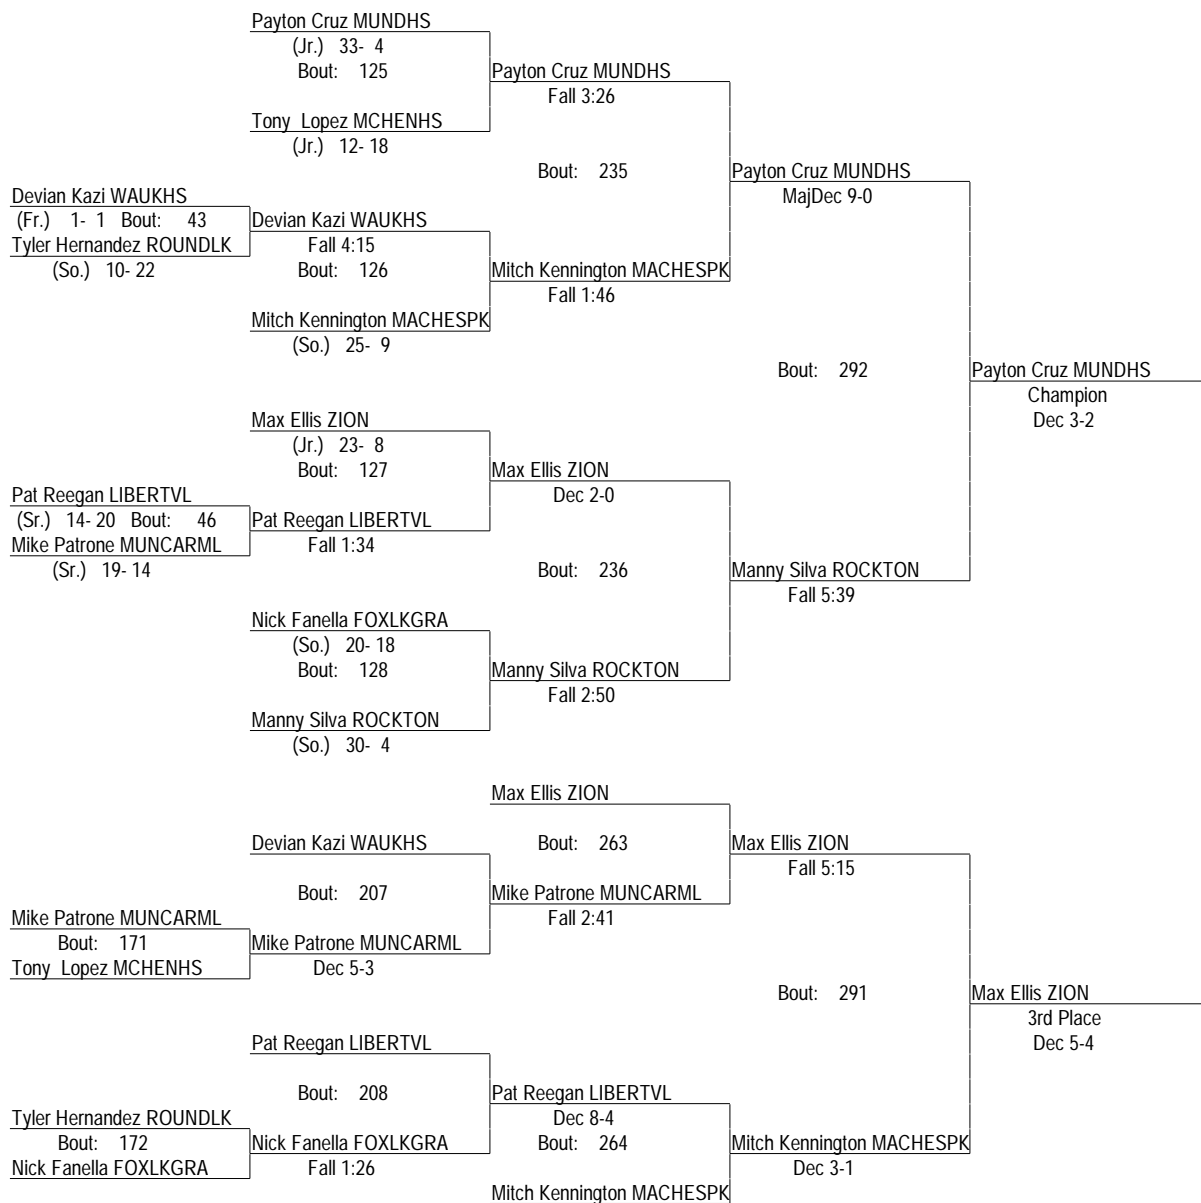 Payton Cruz MUNDHS
(Jr.) 33- 4
Bout: 125
Payton Cruz MUNDHS
Fall 3:26
Tony Lopez MCHENHS
(Jr.) 12- 18
Bout: 235
Payton Cruz MUNDHS
MajDec 9-0
Devian Kazi WAUKHS
(Fr.) 1- 1 Bout: 43
Devian Kazi WAUKHS
Tyler Hernandez ROUNDLK
Fall 4:15
(So.) 10- 22
Bout: 126
Mitch Kennington MACHESPK
Fall 1:46
Mitch Kennington MACHESPK
(So.) 25- 9
Bout: 292
Payton Cruz MUNDHS
Champion
Dec 3-2
Max Ellis ZION
(Jr.) 23- 8
Bout: 127
Max Ellis ZION
Dec 2-0
Pat Reegan LIBERTVL
(Sr.) 14- 20 Bout: 46
Pat Reegan LIBERTVL
Mike Patrone MUNCARML
Fall 1:34
(Sr.) 19- 14
Bout: 236
Manny Silva ROCKTON
Fall 5:39
Nick Fanella FOXLKGRA
(So.) 20- 18
Bout: 128
Manny Silva ROCKTON
Fall 2:50
Manny Silva ROCKTON
(So.) 30- 4
Max Ellis ZION
Devian Kazi WAUKHS
Bout: 263
Max Ellis ZION
Fall 5:15
Bout: 207
Mike Patrone MUNCARML
Fall 2:41
Mike Patrone MUNCARML
Bout: 171
Mike Patrone MUNCARML
Tony Lopez MCHENHS
Dec 5-3
Bout: 291
Max Ellis ZION
3rd Place
Dec 5-4
Pat Reegan LIBERTVL
Bout: 208
Pat Reegan LIBERTVL
Dec 8-4
Tyler Hernandez ROUNDLK
Bout: 172
Nick Fanella FOXLKGRA
Bout: 264
Mitch Kennington MACHESPK
Nick Fanella FOXLKGRA
Fall 1:26
Dec 3-1
Mitch Kennington MACHESPK